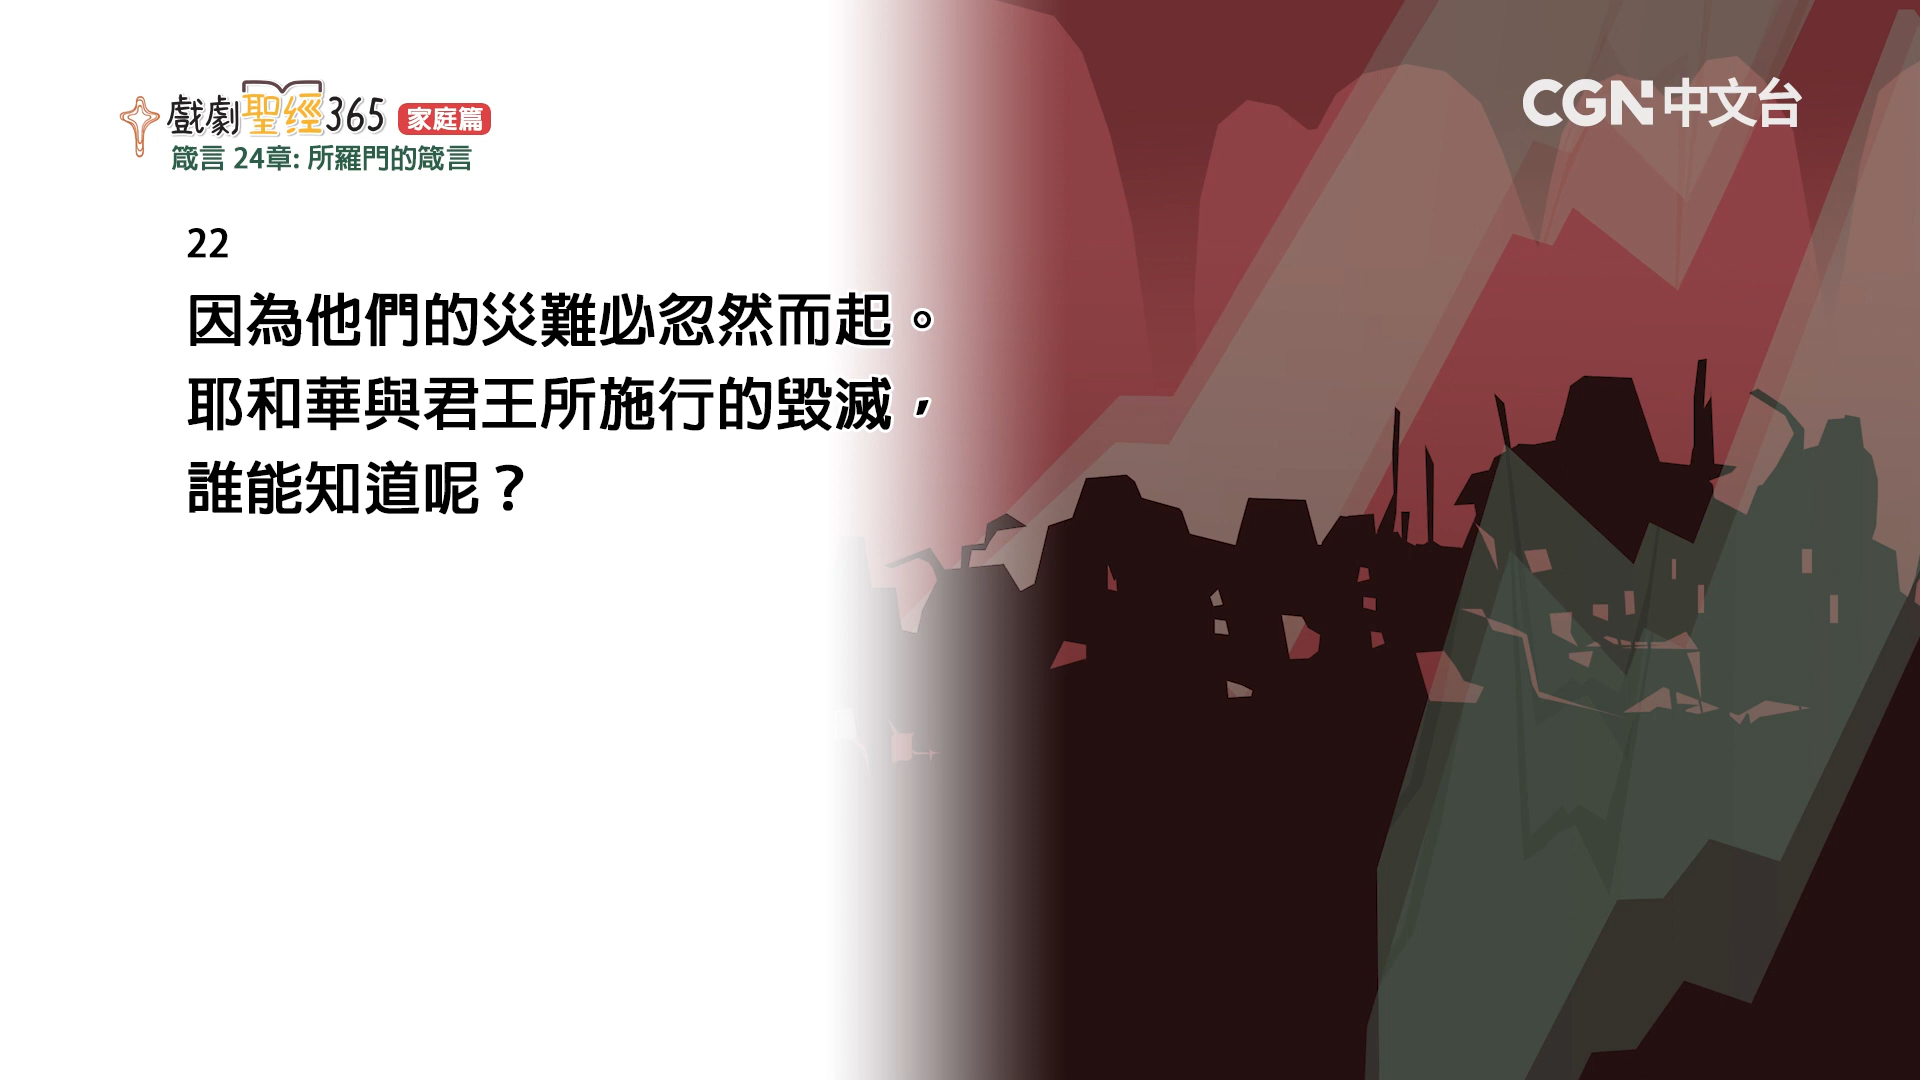 戲劇聖經365 家庭篇
箴言 24章: 所羅門的箴言
CGN中文台
22
因為他們的災難必忽然而起。
耶和華與君王所施行的毀滅，
誰能知道呢？